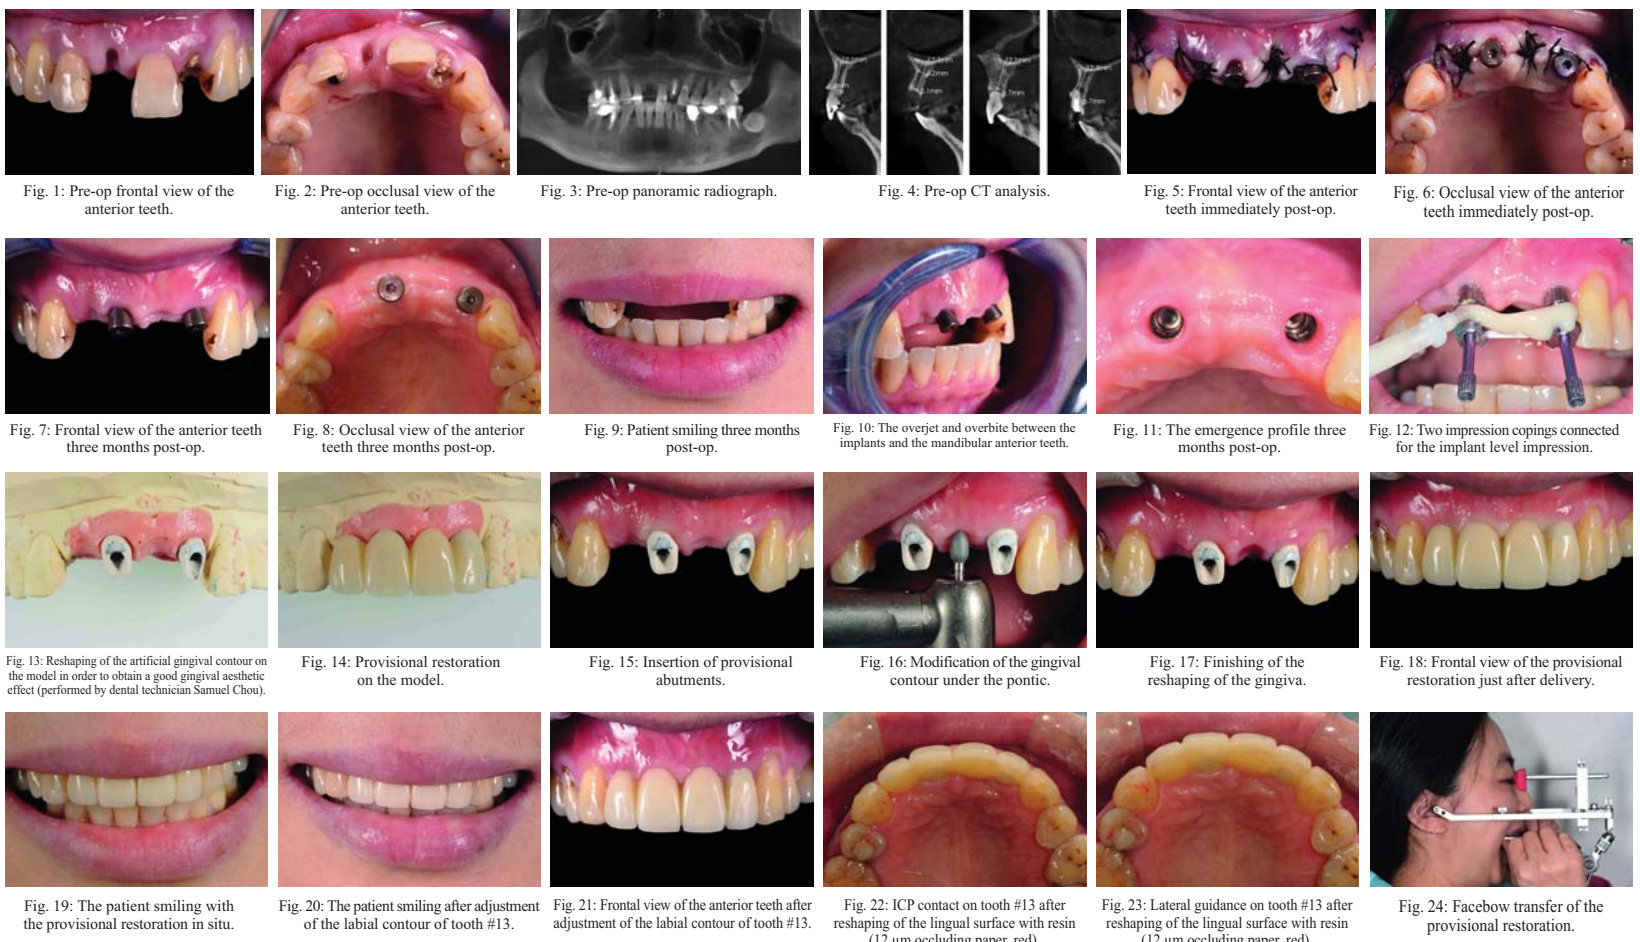 Fig. 1: Pre-op frontal view of the
anterior teeth.
Fig. 2: Pre-op occlusal view of the
anterior teeth.
Fig. 3: Pre-op panoramic radiograph.
Fig. 4: Pre-op CT analysis.
Fig. 5: Frontal view of the anterior
teeth immediately post-op.
Fig. 6: Occlusal view of the anterior
teeth immediately post-op.
Fig. 7: Frontal view of the anterior teeth
three months post-op.
Fig. 8: Occlusal view of the anterior
teeth three months post-op.
Fig. 9: Patient smiling three months
post-op.
Fig. 10: The overjet and overbite between the
implants and the mandibular anterior teeth.
Fig. 11: The emergence profile three
months post-op.
Fig. 12: Two impression copings connected
for the implant level impression.
Fig. 13: Reshaping of the artificial gingival contour on
the model in order to obtain a good gingival aesthetic
effect (performed by dental technician Samuel Chou).
Fig. 14: Provisional restoration
on the model.
Fig. 15: Insertion of provisional
abutments.
Fig. 16: Modification of the gingival
contour under the pontic.
Fig. 17: Finishing of the
reshaping of the gingiva.
Fig. 18: Frontal view of the provisional
restoration just after delivery.
Fig. 19: The patient smiling with
the provisional restoration in situ.
Fig. 20: The patient smiling after adjustment
of the labial contour of tooth #13.
Fig. 21: Frontal view of the anterior teeth after
adjustment of the labial contour of tooth #13.
Fig. 22: ICP contact on tooth #13 after
reshaping of the lingual surface with resin
(12 µm occluding paper, red)
Fig. 23: Lateral guidance on tooth #13 after
reshaping of the lingual surface with resin
(12 µm occluding paper, red)
Fig. 24: Facebow transfer of the
provisional restoration.